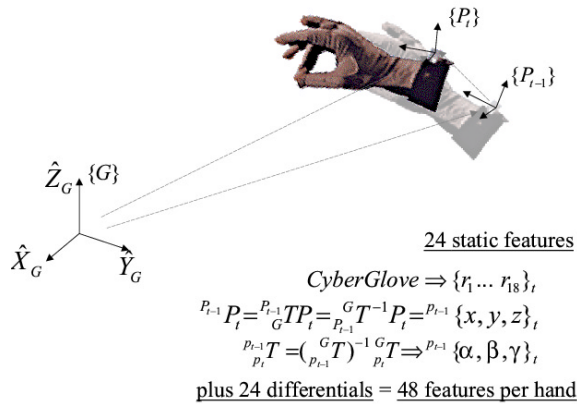 {P_t}
{P_{t-1}}
Ẑ_G {G}
X̂_G Ŷ_G
24 static features
CyberGlove ⇒ {r_1... r_18}_t
^{P_{t-1}}P_t = ^{P_{t-1}}_G TP_t = ^G_{P_{t-1}} T^{-1} P_t = ^{p_{t-1}}{x, y, z}_t
^{p_{t-1}}_{p_t} T = (^G_{p_{t-1}} T)^{-1} ^G_{p_t} T ⇒ ^{p_{t-1}}{α, β, γ}_t
plus 24 differentials = 48 features per hand